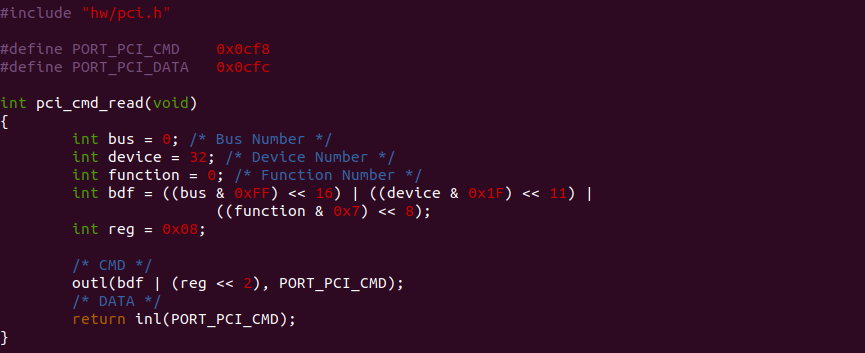 #include "hw/pci.h"
#define PORT_PCI_CMD    0x0cf8
#define PORT_PCI_DATA   0x0cfc
int pci_cmd_read(void)
{
        int bus = 0; /* Bus Number */
        int device = 32; /* Device Number */
        int function = 0; /* Function Number */
        int bdf = ((bus & 0xFF) << 16) | ((device & 0x1F) << 11) |
                        ((function & 0x7) << 8);
        int reg = 0x08;
        /* CMD */
        outl(bdf | (reg << 2), PORT_PCI_CMD);
        /* DATA */
        return inl(PORT_PCI_CMD);
}